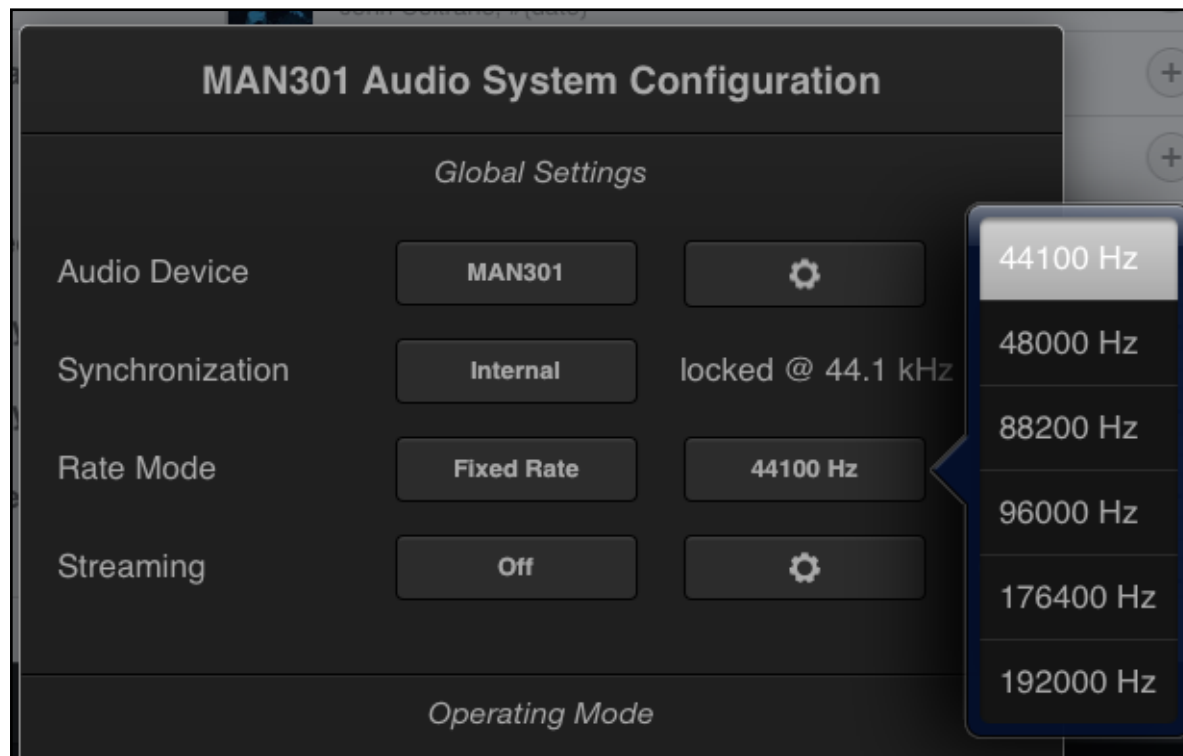 MAN301 Audio System Configuration
Global Settings
Audio Device MAN301
Synchronization Internal locked @ 44.1 kHz
Rate Mode Fixed Rate 44100 Hz
Streaming Off
Operating Mode
44100 Hz
48000 Hz
88200 Hz
96000 Hz
176400 Hz
192000 Hz